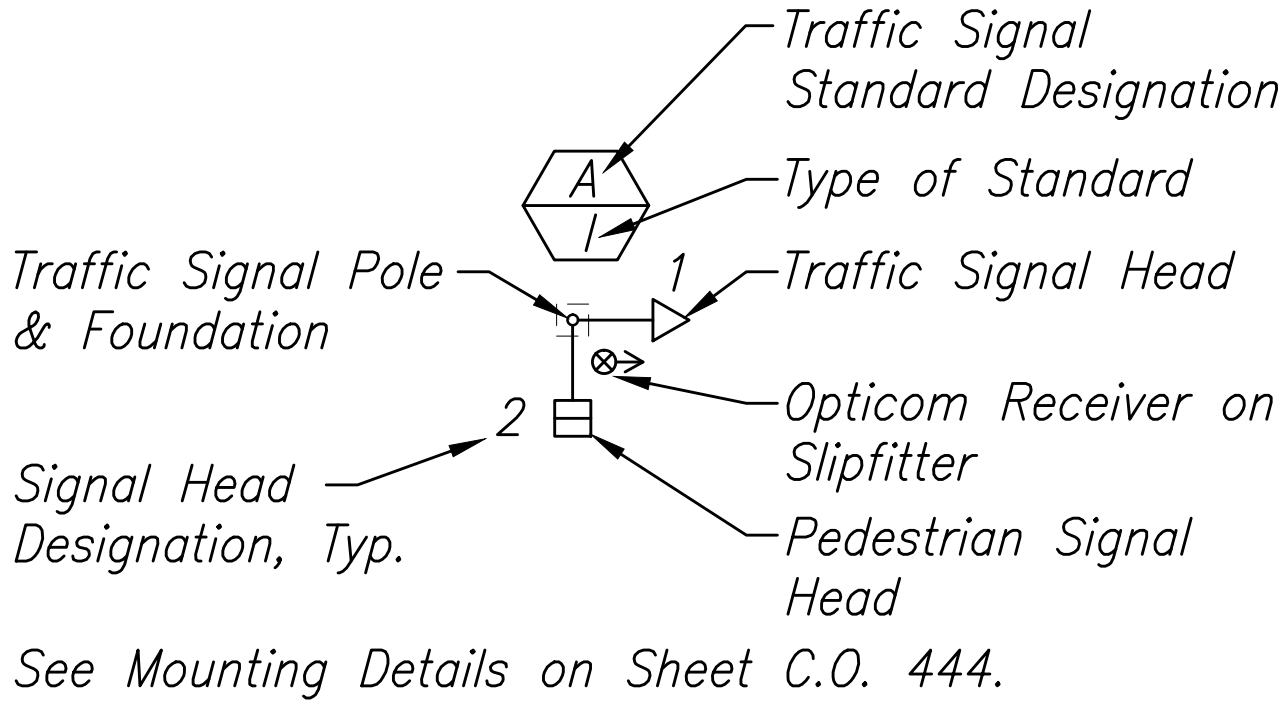 Traffic Signal
Standard Designation
A
Type of Standard
I
Traffic Signal Pole
& Foundation
1
Traffic Signal Head
Opticom Receiver on
Slipfitter
2
Signal Head
Designation, Typ.
Pedestrian Signal
Head
See Mounting Details on Sheet C.O. 444.